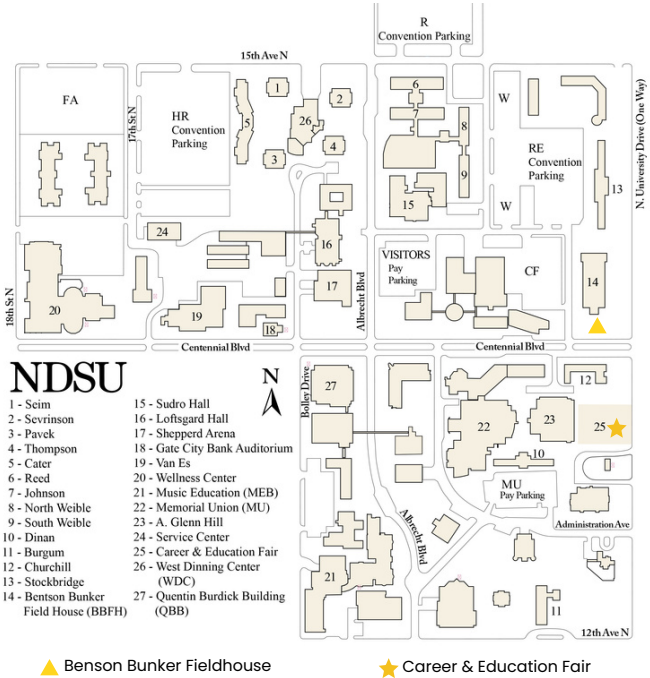 R
Convention Parking
15th Ave N
FA
17th St N
HR
Convention
Parking
1
2
3
4
5
26
6
7
8
9
15
W
W
RE
Convention
Parking
13
N. University Drive (One Way)
24
16
17
VISITORS
Pay
Parking
CF
14
18th St N
20
19
18
Albrecht Blvd
Centennial Blvd
Centennial Blvd
NDSU
N
Bolley Drive
27
12
22
23
25
10
MU
Pay Parking
Administration Ave
Albrecht Blvd
21
11
12th Ave N
1 - Seim
2 - Sevrinson
3 - Pavek
4 - Thompson
5 - Cater
6 - Reed
7 - Johnson
8 - North Weible
9 - South Weible
10 - Dinan
11 - Burgum
12 - Churchill
13 - Stockbridge
14 - Bentson Bunker
Field House (BBFH)
15 - Sudro Hall
16 - Loftsgard Hall
17 - Shepperd Arena
18 - Gate City Bank Auditorium
19 - Van Es
20 - Wellness Center
21 - Music Education (MEB)
22 - Memorial Union (MU)
23 - A. Glenn Hill
24 - Service Center
25 - Career & Education Fair
26 - West Dinning Center
(WDC)
27 - Quentin Burdick Building
(QBB)
Benson Bunker Fieldhouse
Career & Education Fair